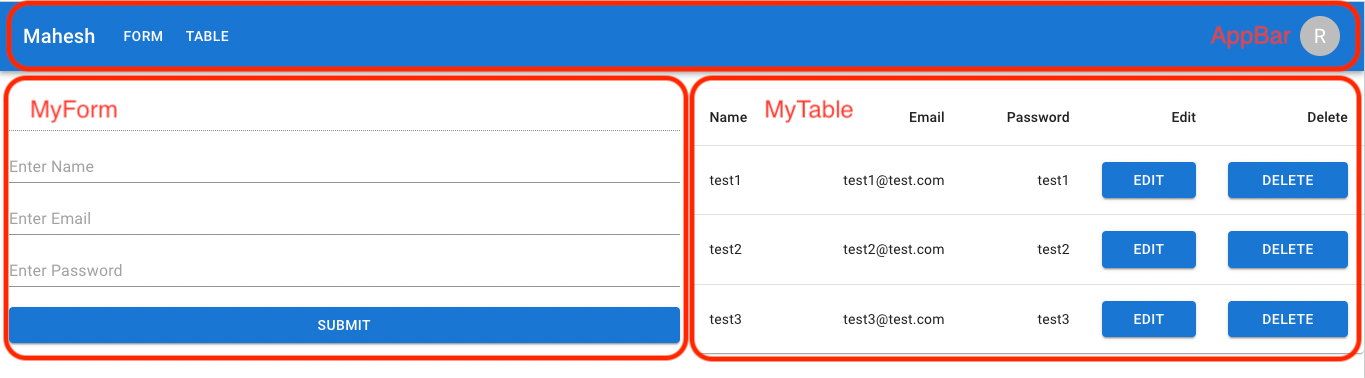 Mahesh FORM TABLE AppBar R
MyForm
Enter Name
Enter Email
Enter Password
SUBMIT
Name MyTable Email Password Edit Delete
test1 test1@test.com test1 EDIT DELETE
test2 test2@test.com test2 EDIT DELETE
test3 test3@test.com test3 EDIT DELETE